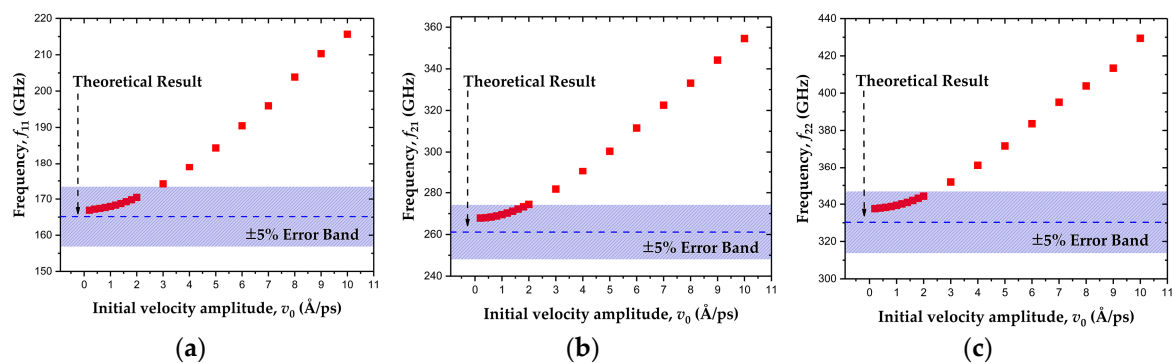 220
210
200
190
180
170
160
150
Frequency, f11 (GHz)
Theoretical Result
±5% Error Band
0 1 2 3 4 5 6 7 8 9 10 11
Initial velocity amplitude, v0 (Å/ps)
(a)
360
340
320
300
280
260
240
Frequency, f21 (GHz)
Theoretical Result
±5% Error Band
0 1 2 3 4 5 6 7 8 9 10 11
Initial velocity amplitude, v0 (Å/ps)
(b)
440
420
400
380
360
340
320
300
Frequency, f22 (GHz)
Theoretical Result
±5% Error Band
0 1 2 3 4 5 6 7 8 9 10 11
Initial velocity amplitude, v0 (Å/ps)
(c)